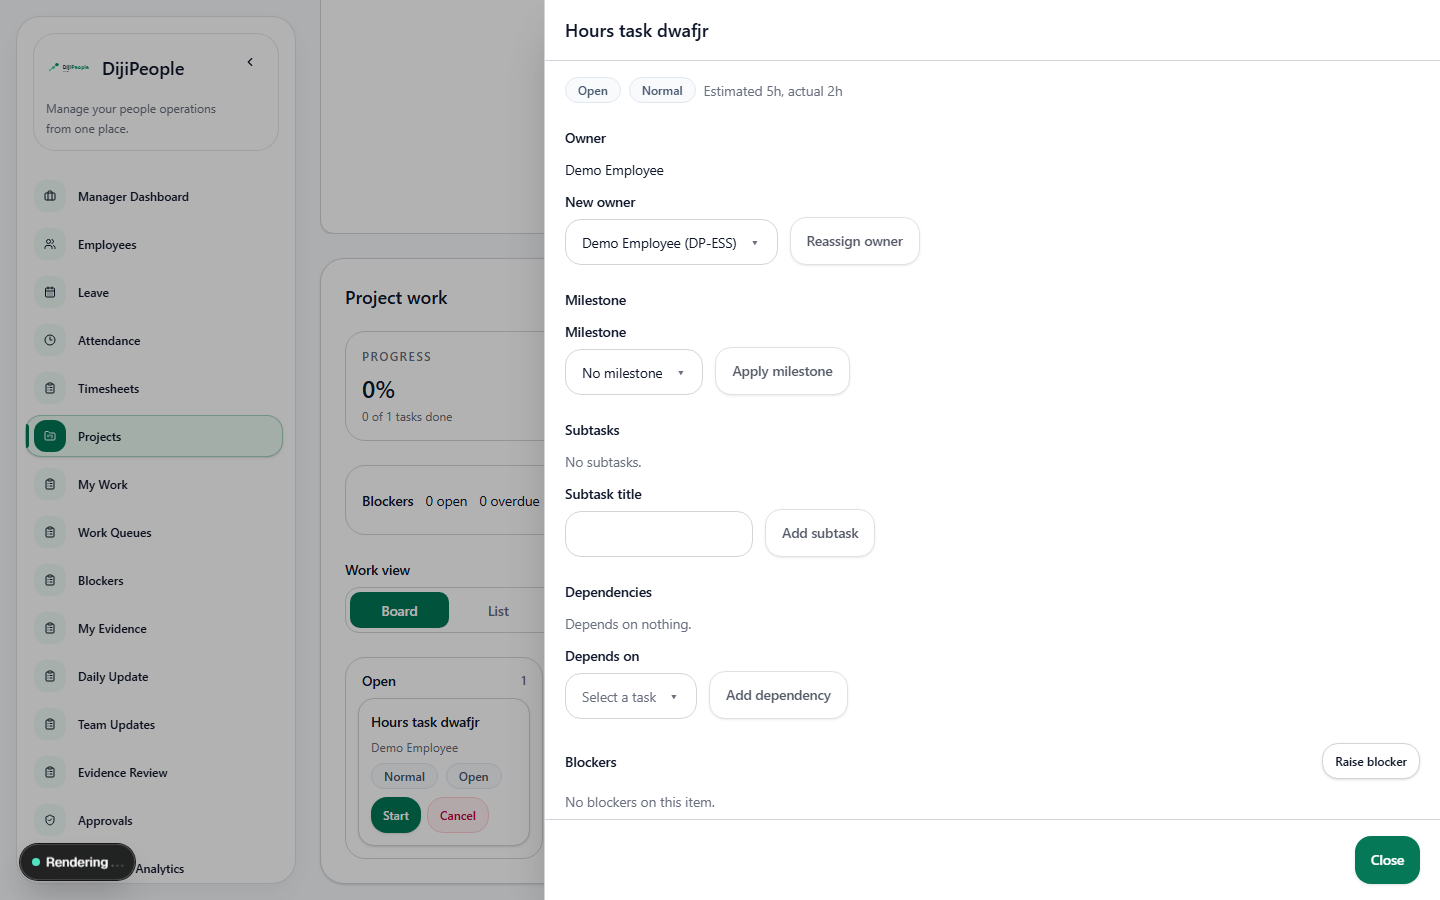 DijiPeople
DijiPeople
Manage your people operations
from one place.
Manager Dashboard
Employees
Leave
Attendance
Timesheets
Projects
My Work
Work Queues
Blockers
My Evidence
Daily Update
Team Updates
Evidence Review
Approvals
Analytics
Rendering ...
Project work
PROGRESS
0%
0 of 1 tasks done
Blockers 0 open 0 overdue
Work view
Board List
Open 1
Hours task dwafjr
Demo Employee
Normal Open
Start Cancel
Hours task dwafjr
Open Normal Estimated 5h, actual 2h
Owner
Demo Employee
New owner
Demo Employee (DP-ESS) Reassign owner
Milestone
Milestone
No milestone Apply milestone
Subtasks
No subtasks.
Subtask title
Add subtask
Dependencies
Depends on nothing.
Depends on
Select a task Add dependency
Blockers Raise blocker
No blockers on this item.
Close